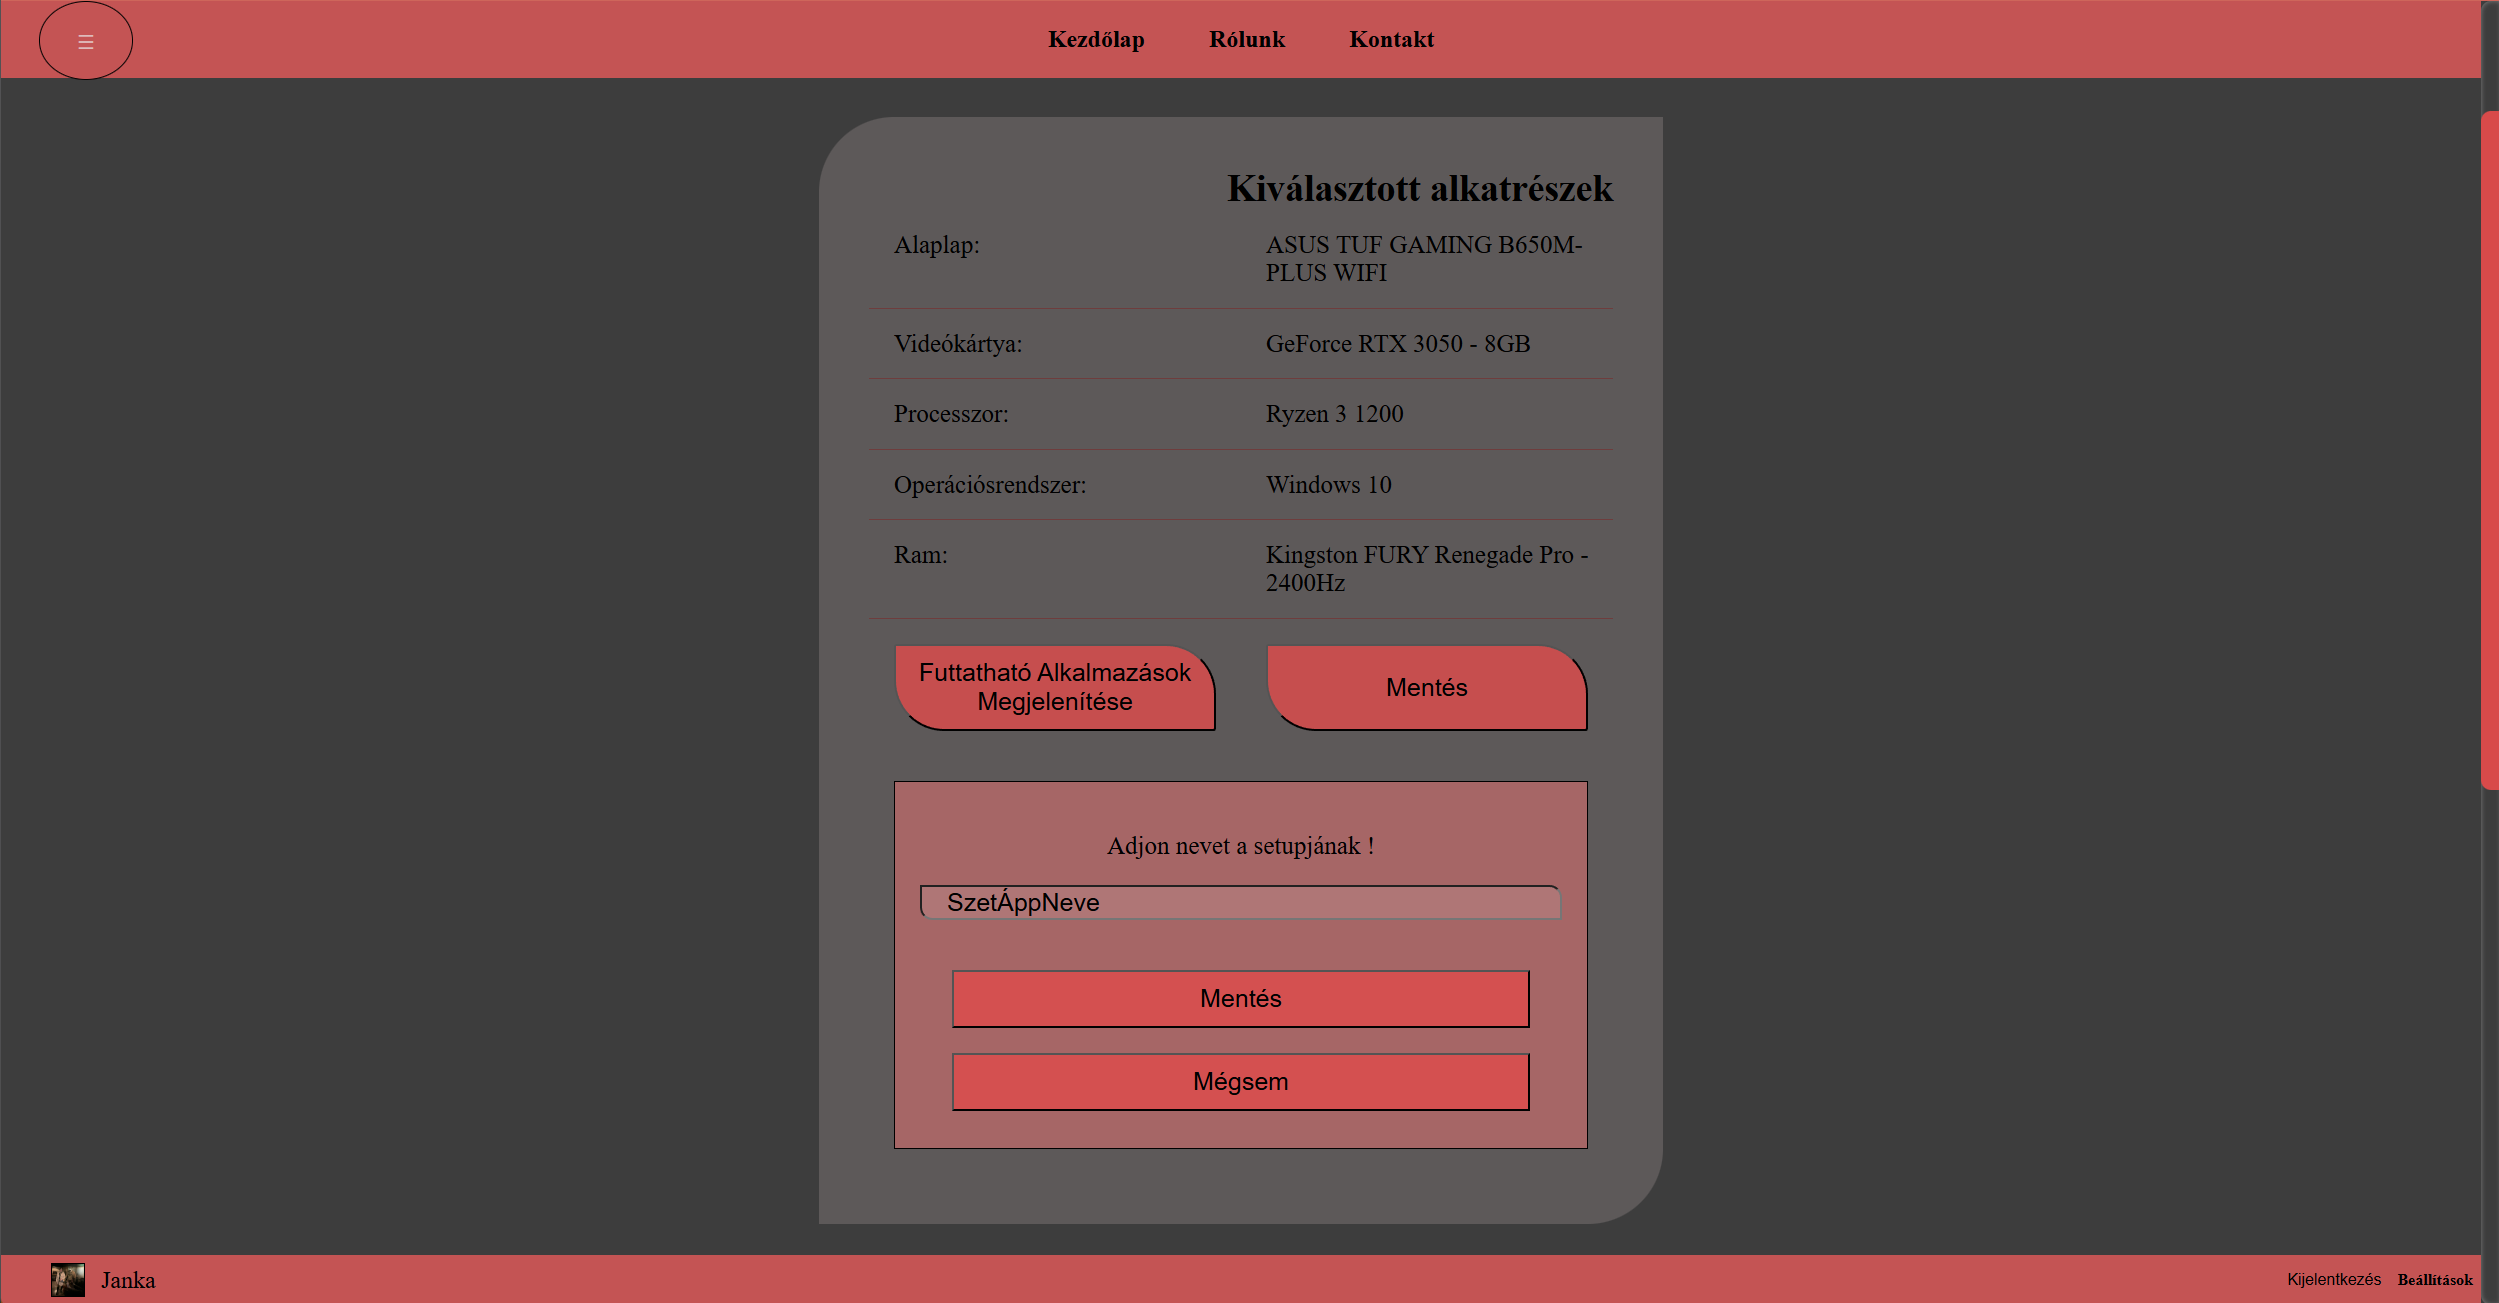 ☰
Kezdőlap Rólunk Kontakt
Kiválasztott alkatrészek
Alaplap: ASUS TUF GAMING B650M-
PLUS WIFI
Videókártya: GeForce RTX 3050 - 8GB
Processzor: Ryzen 3 1200
Operációsrendszer: Windows 10
Ram: Kingston FURY Renegade Pro -
2400Hz
Futtatható Alkalmazások
Megjelenítése
Mentés
Adjon nevet a setupjának !
SzetÁppNeve
Mentés
Mégsem
Janka
Kijelentkezés Beállítások